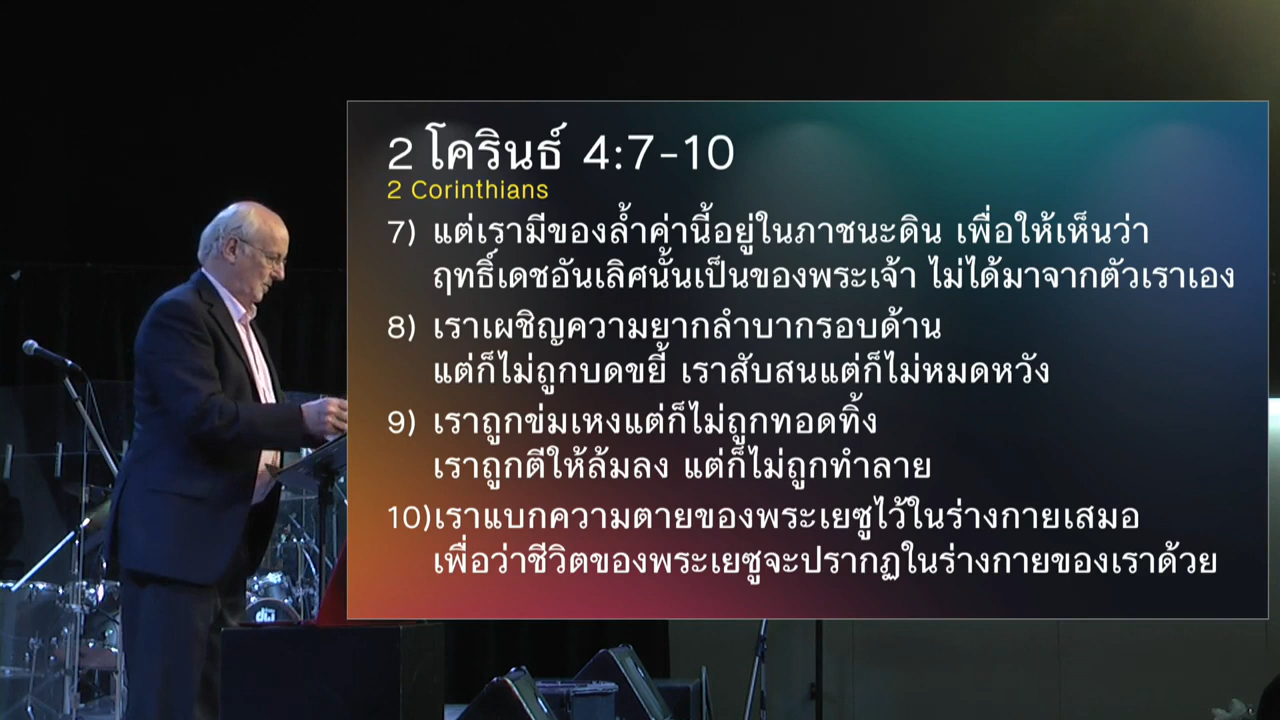 2 โครินธ์ 4:7-10
2 Corinthians
7) แต่เรามีของล้ำค่านี้อยู่ในภาชนะดิน เพื่อให้เห็นว่า
ฤทธิ์เดชอันเลิศนั้นเป็นของพระเจ้า ไม่ได้มาจากตัวเราเอง
8) เราเผชิญความยากลำบากรอบด้าน
แต่ก็ไม่ถูกบดขยี้ เราสับสนแต่ก็ไม่หมดหวัง
9) เราถูกข่มเหงแต่ก็ไม่ถูกทอดทิ้ง
เราถูกตีให้ล้มลง แต่ก็ไม่ถูกทำลาย
10)เราแบกความตายของพระเยซูไว้ในร่างกายเสมอ
เพื่อว่าชีวิตของพระเยซูจะปรากฏในร่างกายของเราด้วย